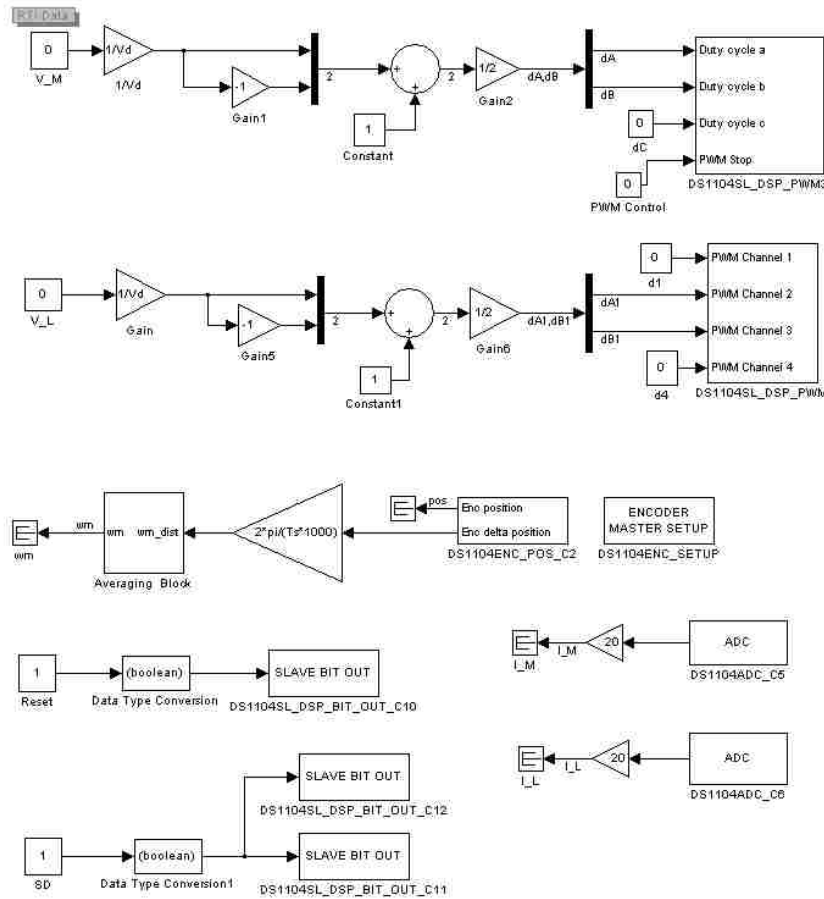 RTI Data
0
V_M
1/Vd
1/Vd
-1
Gain1
2
+
+
1
Constant
2
1/2
Gain2
dA,dB
dA
dB
0
dC
0
PWM Control
Duty cycle a
Duty cycle b
Duty cycle c
PWM Stop
DS1104SL_DSP_PWM3
0
V_L
1/Vd
Gain
-1
Gain5
2
+
+
1
Constant1
2
1/2
Gain6
dA1,dB1
dA1
dB1
0
d1
0
d4
PWM Channel 1
PWM Channel 2
PWM Channel 3
PWM Channel 4
DS1104SL_DSP_PWM
wm
wm
wm wm_dist
Averaging Block
2*pi/(Ts*1000)
pos
Enc position
Enc delta position
DS1104ENC_POS_C2
ENCODER
MASTER SETUP
DS1104ENC_SETUP
1
Reset
(boolean)
Data Type Conversion
SLAVE BIT OUT
DS1104SL_DSP_BIT_OUT_C10
I_M
I_M
20
ADC
DS1104ADC_C5
I_L
I_L
20
ADC
DS1104ADC_C6
SLAVE BIT OUT
DS1104SL_DSP_BIT_OUT_C12
1
SD
(boolean)
Data Type Conversion1
SLAVE BIT OUT
DS1104SL_DSP_BIT_OUT_C11